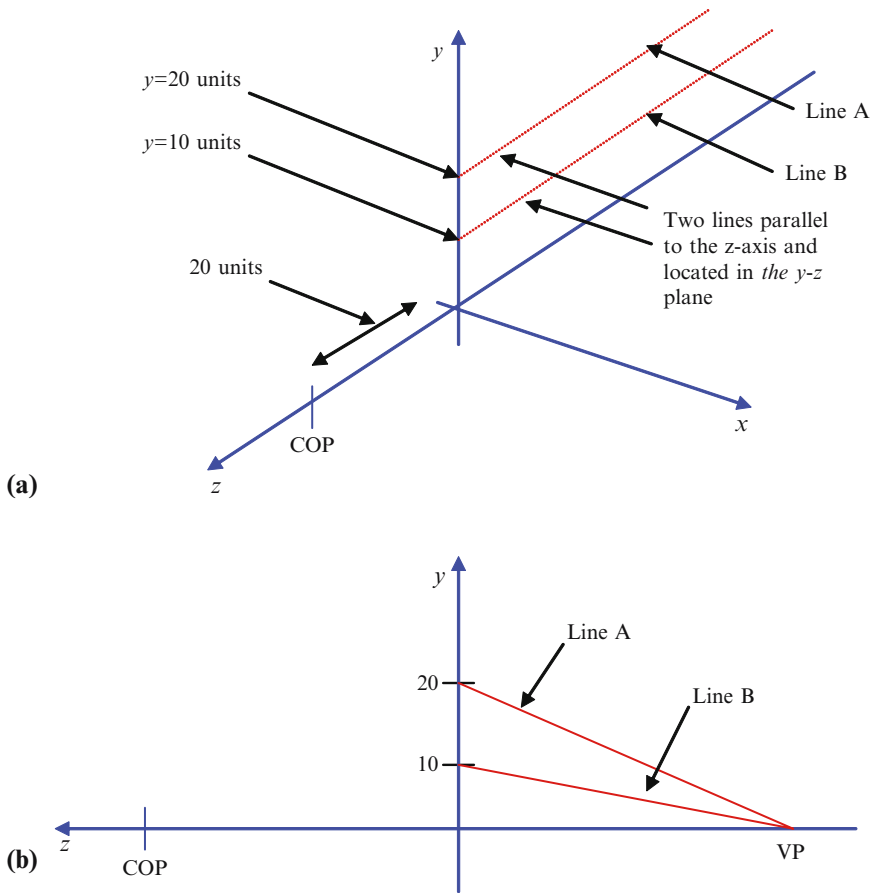 y
y=20 units
y=10 units
20 units
Line A
Line B
Two lines parallel
to the z-axis and
located in the y-z
plane
COP
x
z
(a)
y
Line A
Line B
20
10
z
COP
VP
(b)